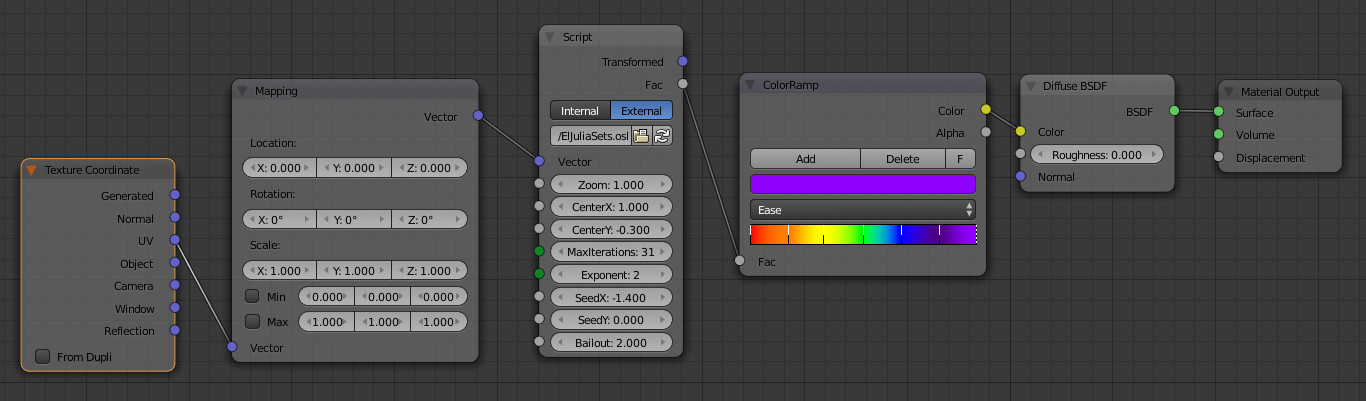 Texture Coordinate
Generated
Normal
UV
Object
Camera
Window
Reflection
From Dupli
Mapping
Vector
Location:
X: 0.000 Y: 0.000 Z: 0.000
Rotation:
X: 0° Y: 0° Z: 0°
Scale:
X: 1.000 Y: 1.000 Z: 1.000
Min 0.000 0.000 0.000
Max 1.000 1.000 1.000
Vector
Script
Transformed
Fac
Internal External
/ElJuliaSets.osl
Vector
Zoom: 1.000
CenterX: 1.000
CenterY: -0.300
MaxIterations: 31
Exponent: 2
SeedX: -1.400
SeedY: 0.000
Bailout: 2.000
ColorRamp
Color
Alpha
Add Delete F
Ease
Fac
Diffuse BSDF
BSDF
Color
Roughness: 0.000
Normal
Material Output
Surface
Volume
Displacement